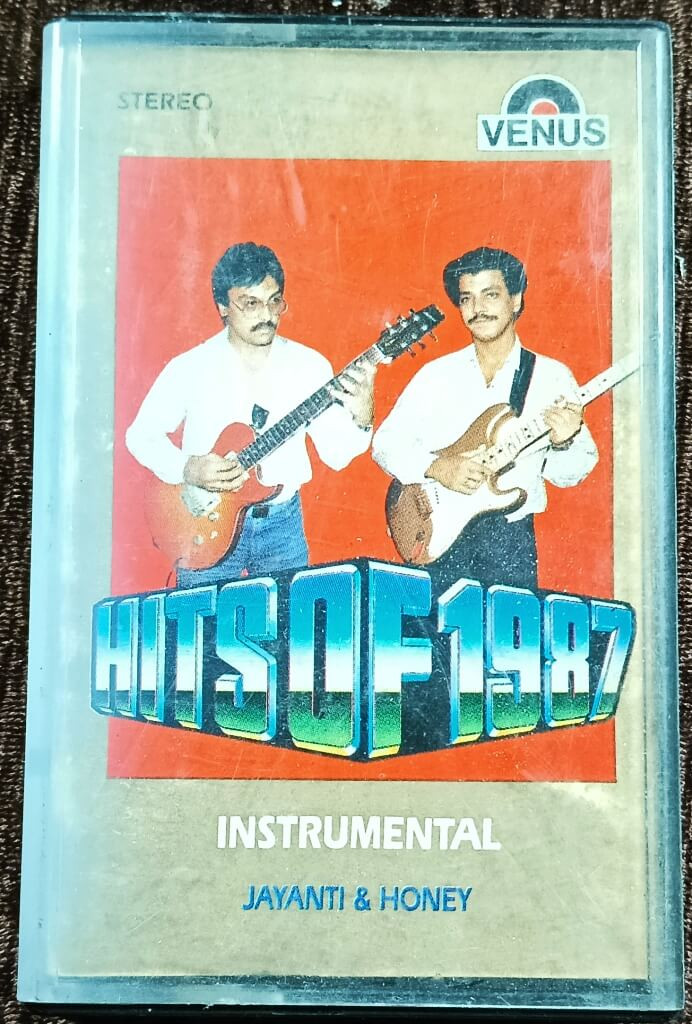 STEREO
VENUS
HITS OF 1987
INSTRUMENTAL
JAYANTI & HONEY